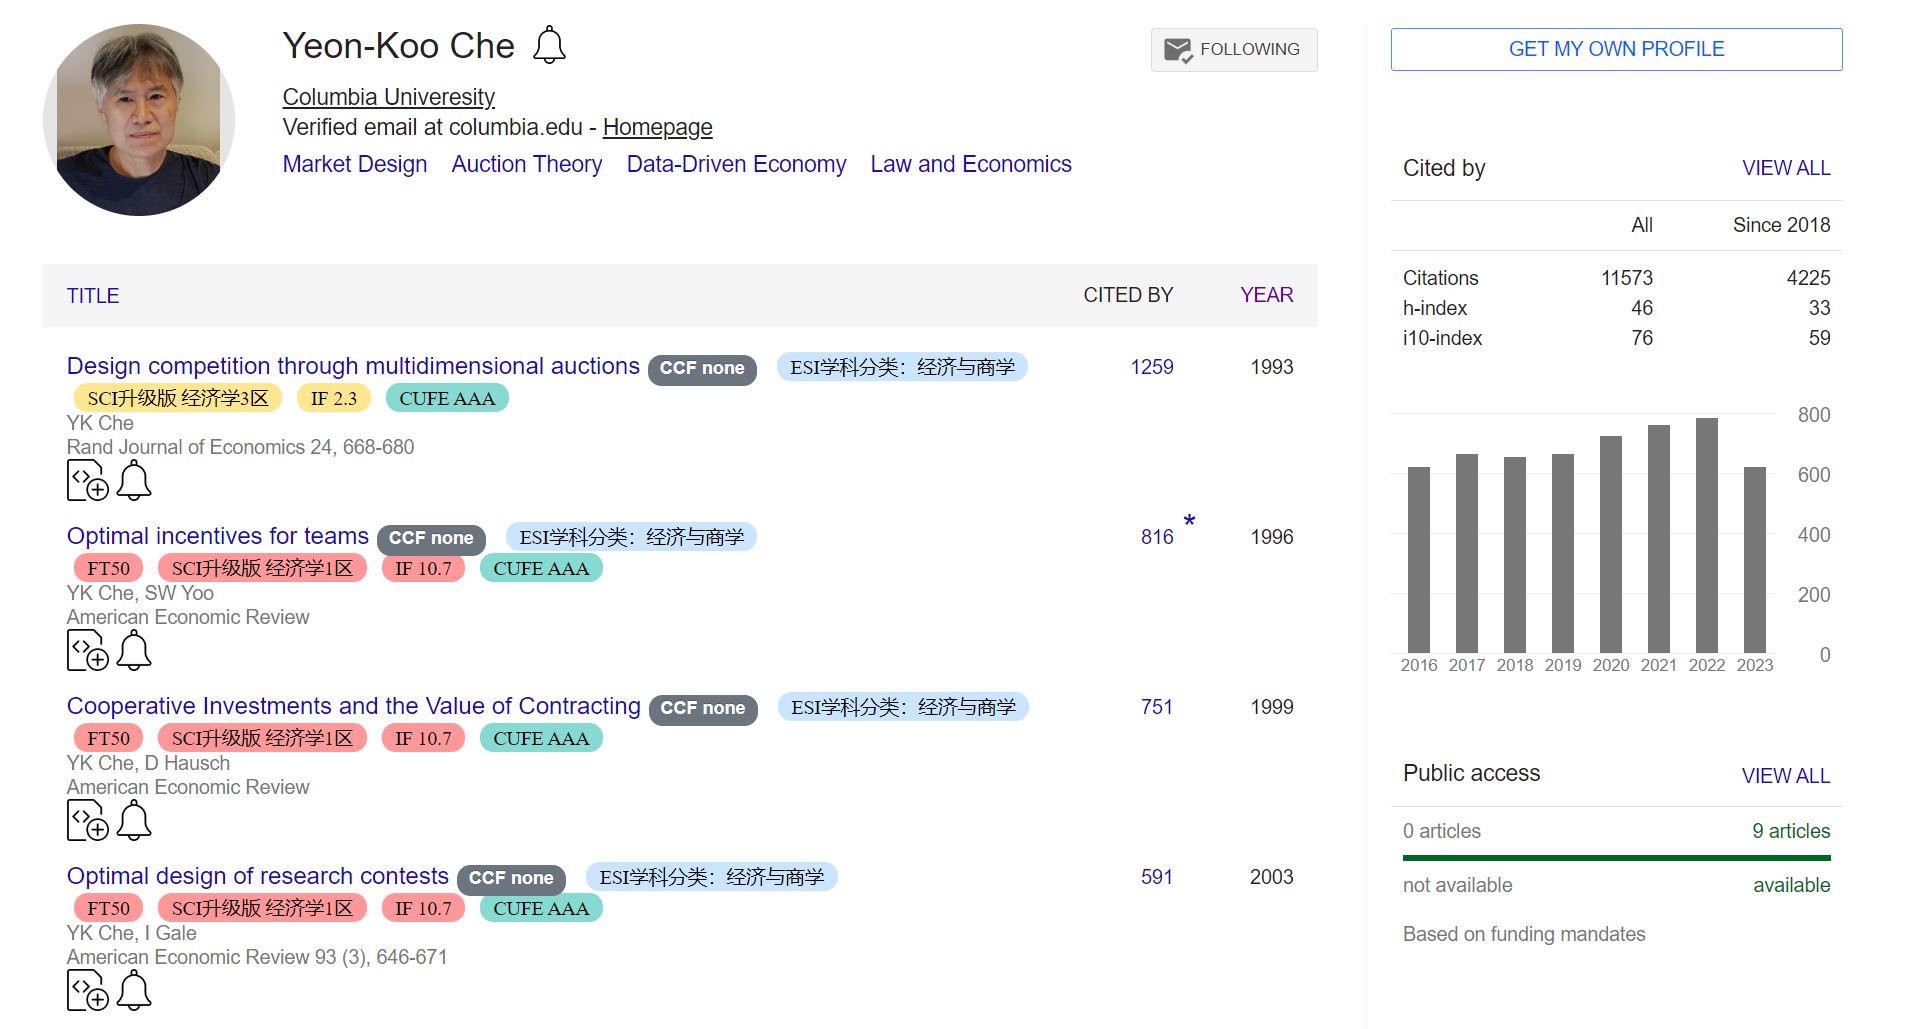 Yeon-Koo Che
FOLLOWING
Columbia Univeresity
Verified email at columbia.edu - Homepage
Market Design Auction Theory Data-Driven Economy Law and Economics
TITLE CITED BY YEAR
Design competition through multidimensional auctions CCF none ESI学科分类：经济与商学 1259 1993
SCI升级版 经济学3区 IF 2.3 CUFE AAA
YK Che
Rand Journal of Economics 24, 668-680
Optimal incentives for teams CCF none ESI学科分类：经济与商学 816 * 1996
FT50 SCI升级版 经济学1区 IF 10.7 CUFE AAA
YK Che, SW Yoo
American Economic Review
Cooperative Investments and the Value of Contracting CCF none ESI学科分类：经济与商学 751 1999
FT50 SCI升级版 经济学1区 IF 10.7 CUFE AAA
YK Che, D Hausch
American Economic Review
Optimal design of research contests CCF none ESI学科分类：经济与商学 591 2003
FT50 SCI升级版 经济学1区 IF 10.7 CUFE AAA
YK Che, I Gale
American Economic Review 93 (3), 646-671
GET MY OWN PROFILE
Cited by VIEW ALL
All Since 2018
Citations 11573 4225
h-index 46 33
i10-index 76 59
800
600
400
200
0
2016 2017 2018 2019 2020 2021 2022 2023
Public access VIEW ALL
0 articles 9 articles
not available available
Based on funding mandates